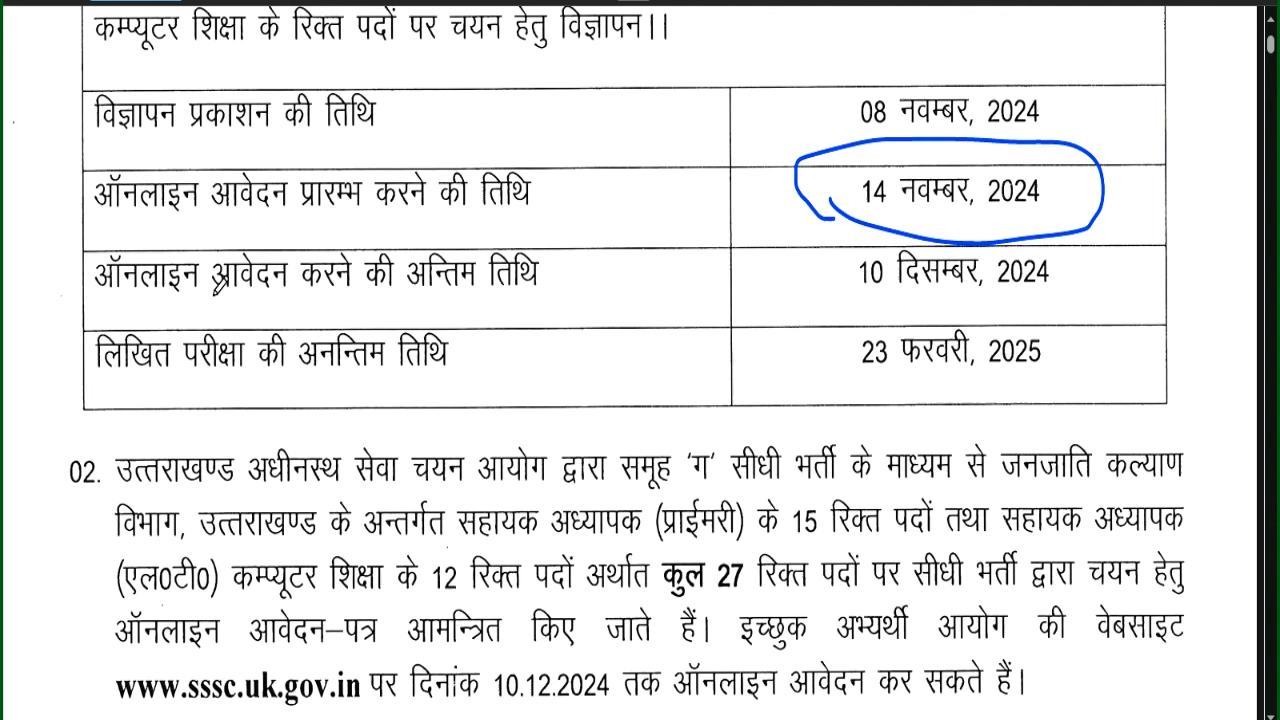 कम्प्यूटर शिक्षा के रिक्त पदों पर चयन हेतु विज्ञापन।।
विज्ञापन प्रकाशन की तिथि 08 नवम्बर, 2024
ऑनलाइन आवेदन प्रारम्भ करने की तिथि 14 नवम्बर, 2024
ऑनलाइन आवेदन करने की अन्तिम तिथि 10 दिसम्बर, 2024
लिखित परीक्षा की अनन्तिम तिथि 23 फरवरी, 2025
02. उत्तराखण्ड अधीनस्थ सेवा चयन आयोग द्वारा समूह 'ग' सीधी भर्ती के माध्यम से जनजाति कल्याण
विभाग, उत्तराखण्ड के अन्तर्गत सहायक अध्यापक (प्राईमरी) के 15 रिक्त पदों तथा सहायक अध्यापक
(एल0टी0) कम्प्यूटर शिक्षा के 12 रिक्त पदों अर्थात कुल 27 रिक्त पदों पर सीधी भर्ती द्वारा चयन हेतु
ऑनलाइन आवेदन–पत्र आमन्त्रित किए जाते हैं। इच्छुक अभ्यर्थी आयोग की वेबसाइट
www.sssc.uk.gov.in पर दिनांक 10.12.2024 तक ऑनलाइन आवेदन कर सकते हैं।